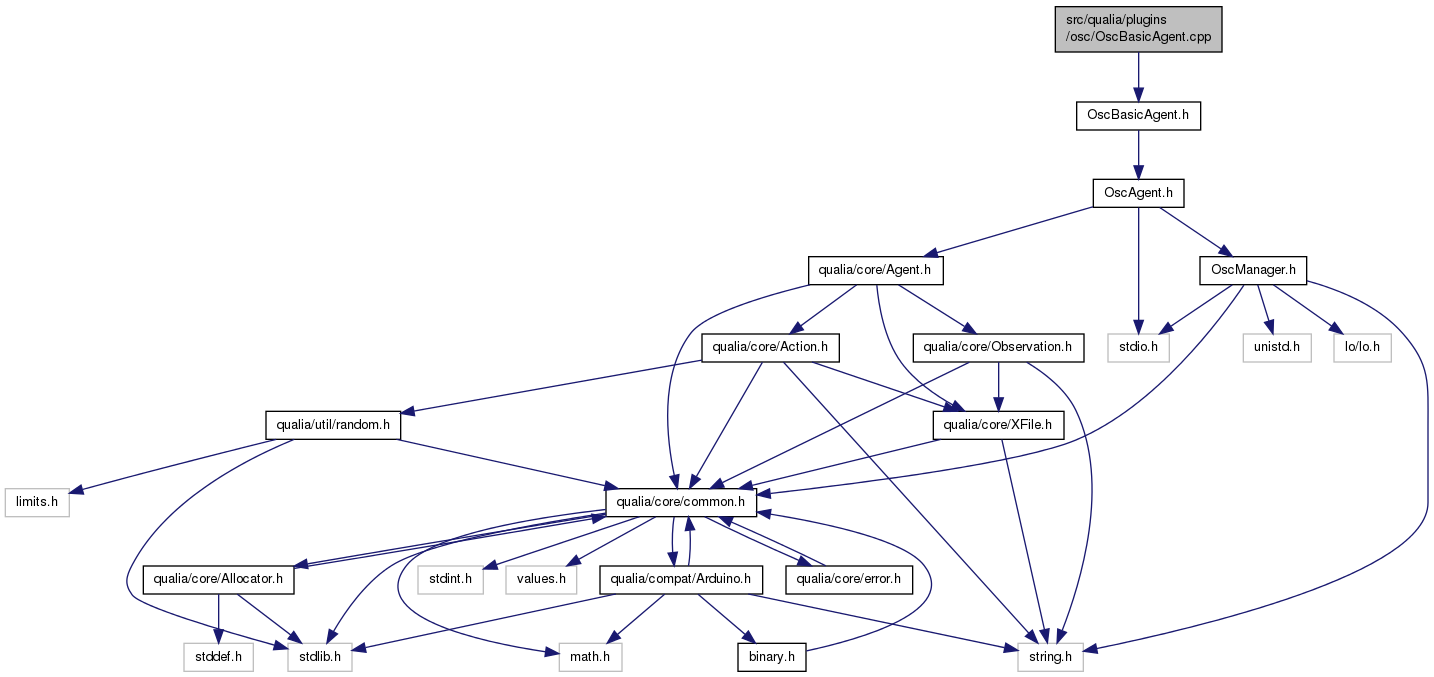 src/qualia/plugins
/osc/OscBasicAgent.cpp
OscBasicAgent.h
OscAgent.h
qualia/core/Agent.h
OscManager.h
qualia/core/Action.h
qualia/core/Observation.h
stdio.h
unistd.h
lo/lo.h
qualia/util/random.h
qualia/core/XFile.h
limits.h
qualia/core/common.h
qualia/core/Allocator.h
stdint.h
values.h
qualia/compat/Arduino.h
qualia/core/error.h
stddef.h
stdlib.h
math.h
binary.h
string.h